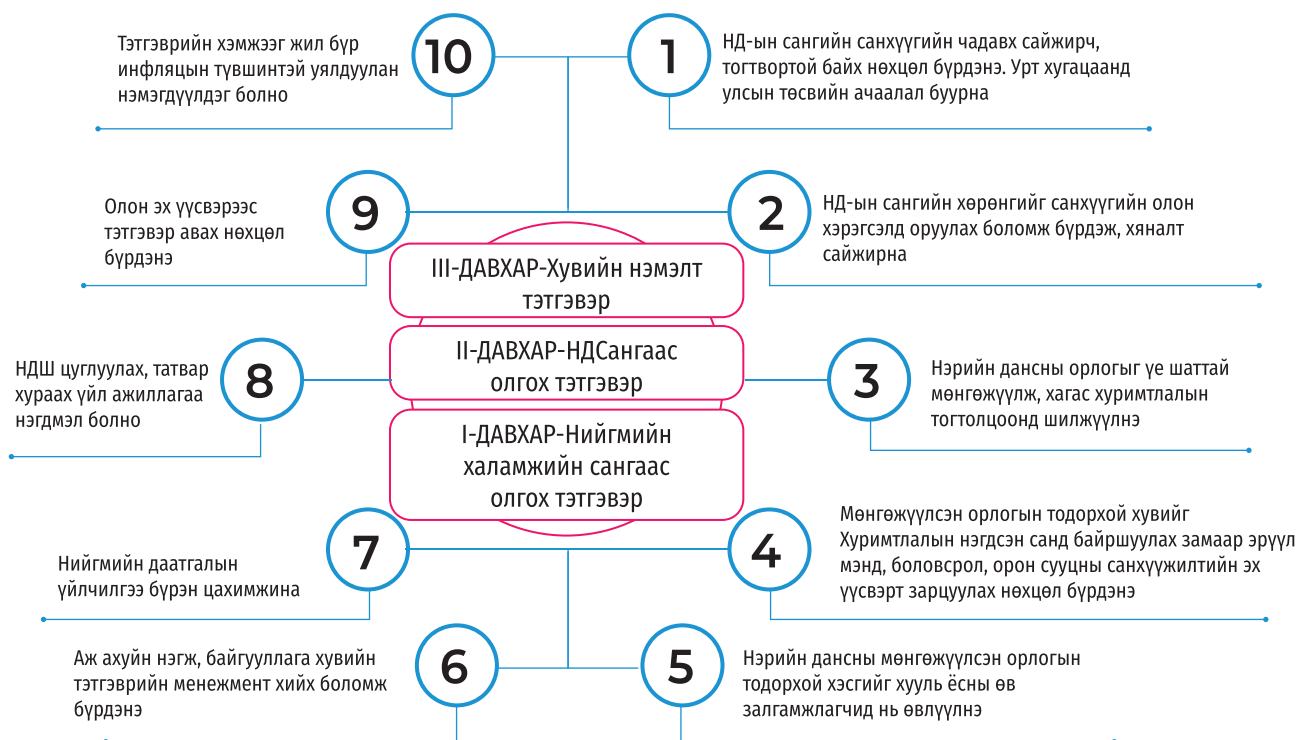 10
Тэтгэврийн хэмжээг жил бүр
инфляцын түвшинтэй уялдуулан
нэмэгдүүлдэг болно
1
НД-ын сангийн санхүүгийн чадавх сайжирч,
тогтвортой байх нөхцөл бүрдэнэ. Урт хугацаанд
улсын төсвийн ачаалал буурна
9
Олон эх үүсвэрээс
тэтгэвэр авах нөхцөл
бүрдэнэ
2
НД-ын сангийн хөрөнгийг санхүүгийн олон
хэрэгсэлд оруулах боломж бүрдэж, хяналт
сайжирна
III-ДАВХАР-Хувийн нэмэлт
тэтгэвэр
II-ДАВХАР-НДСангаас
олгох тэтгэвэр
I-ДАВХАР-Нийгмийн
халамжийн сангаас
олгох тэтгэвэр
8
НДШ цуглуулах, татвар
хураах үйл ажиллагаа
нэгдмэл болно
3
Нэрийн дансны орлогыг үе шаттай
мөнгөжүүлж, хагас хуримтлалын
тогтолцоонд шилжүүлнэ
7
Нийгмийн даатгалын
үйлчилгээ бүрэн цахимжина
4
Мөнгөжүүлсэн орлогын тодорхой хувийг
Хуримтлалын нэгдсэн санд байршуулах замаар эрүүл
мэнд, боловсрол, орон сууцны санхүүжилтийн эх
үүсвэрт зарцуулах нөхцөл бүрдэнэ
6
Аж ахуйн нэгж, байгууллага хувийн
тэтгэврийн менежмент хийх боломж
бүрдэнэ
5
Нэрийн дансны мөнгөжүүлсэн орлогын
тодорхой хэсгийг хууль ёсны өв
залгамжлагчид нь өвлүүлнэ